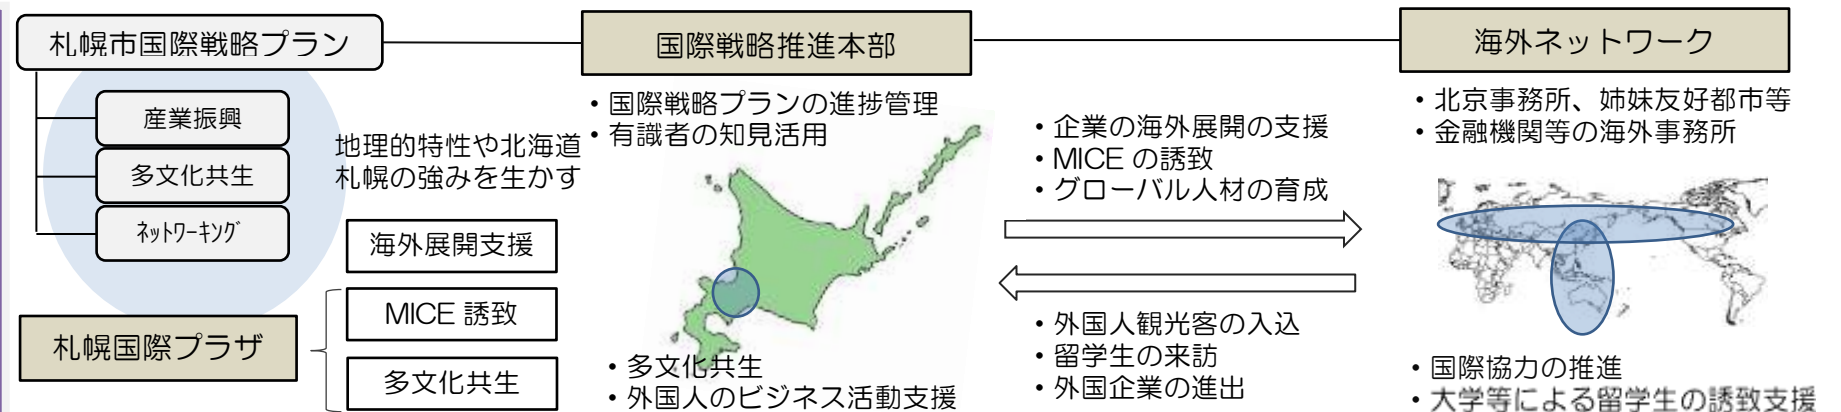 札幌市国際戦略プラン
産業振興
多文化共生
ﾈｯﾄﾜｰｷﾝｸﾞ
地理的特性や北海道
札幌の強みを生かす
札幌国際プラザ
海外展開支援
MICE 誘致
多文化共生
国際戦略推進本部
・国際戦略プランの進捗管理
・有識者の知見活用
・多文化共生
・外国人のビジネス活動支援
・企業の海外展開の支援
・MICE の誘致
・グローバル人材の育成
・外国人観光客の入込
・留学生の来訪
・外国企業の進出
海外ネットワーク
・北京事務所、姉妹友好都市等
・金融機関等の海外事務所
・国際協力の推進
・大学等による留学生の誘致支援